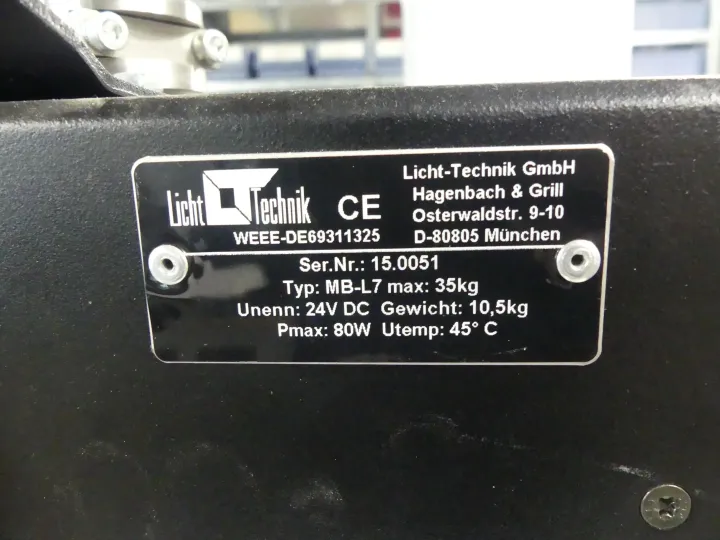 Licht Technik
CE
WEEE-DE69311325
Licht-Technik GmbH
Hagenbach & Grill
Osterwaldstr. 9-10
D-80805 München
Ser.Nr.: 15.0051
Typ: MB-L7 max: 35kg
Unenn: 24V DC Gewicht: 10,5kg
Pmax: 80W Utemp: 45° C